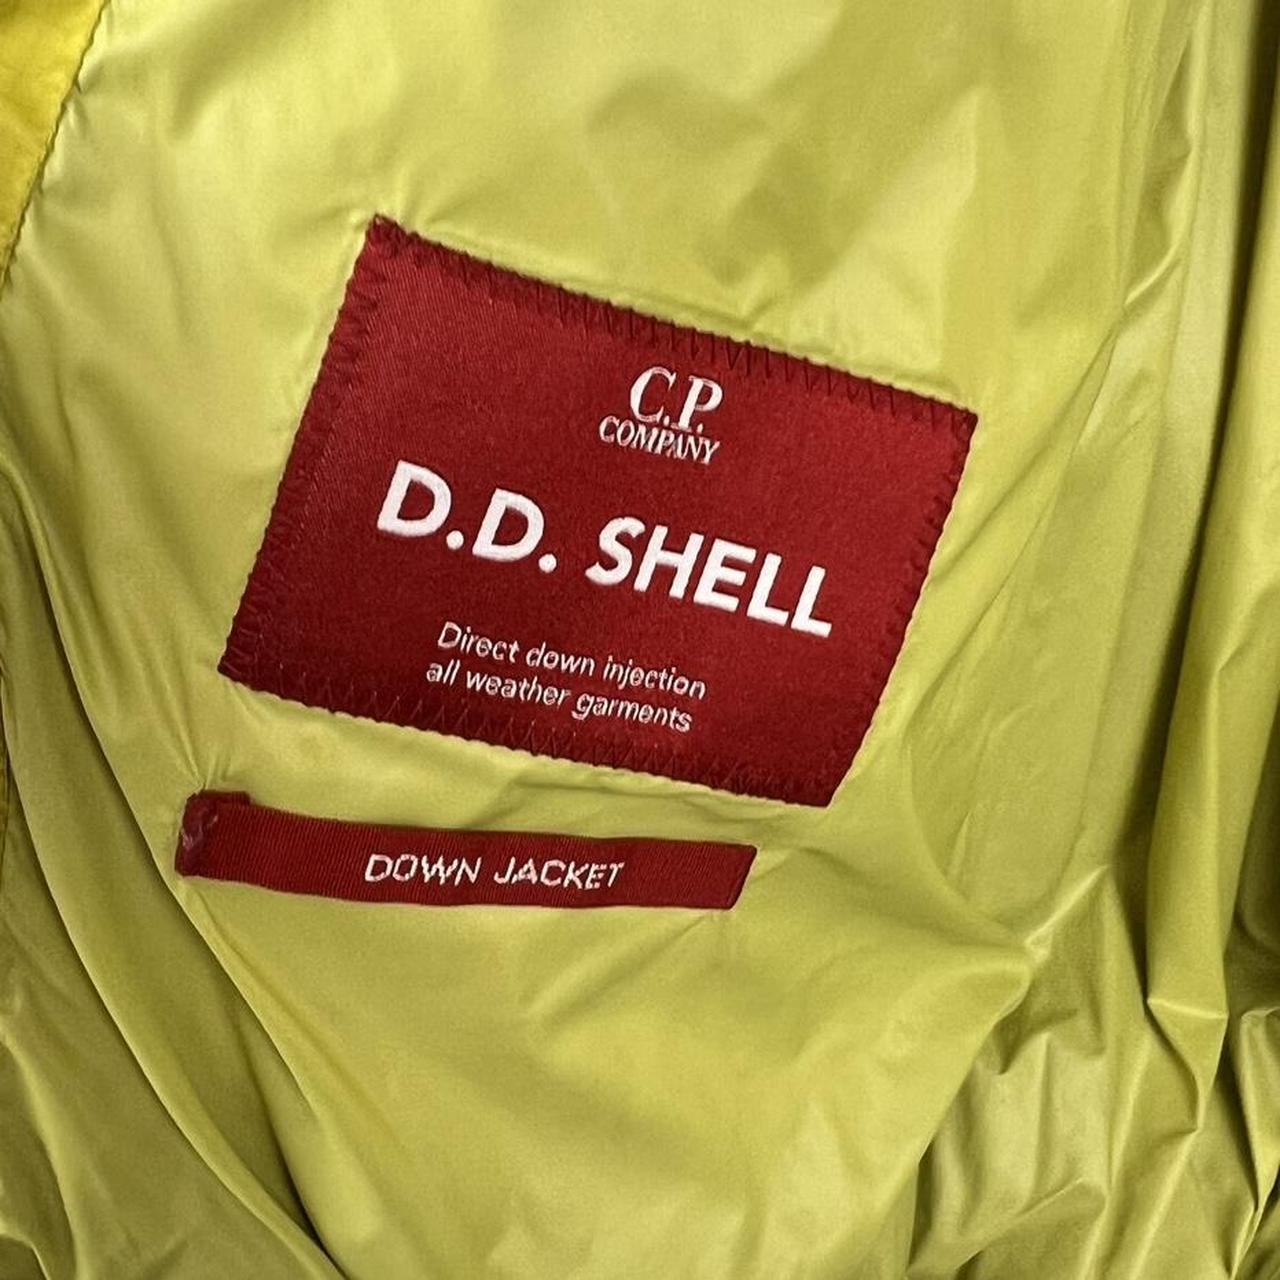 C.P.
COMPANY
D.D. SHELL
Direct down injection
all weather garments
DOWN JACKET